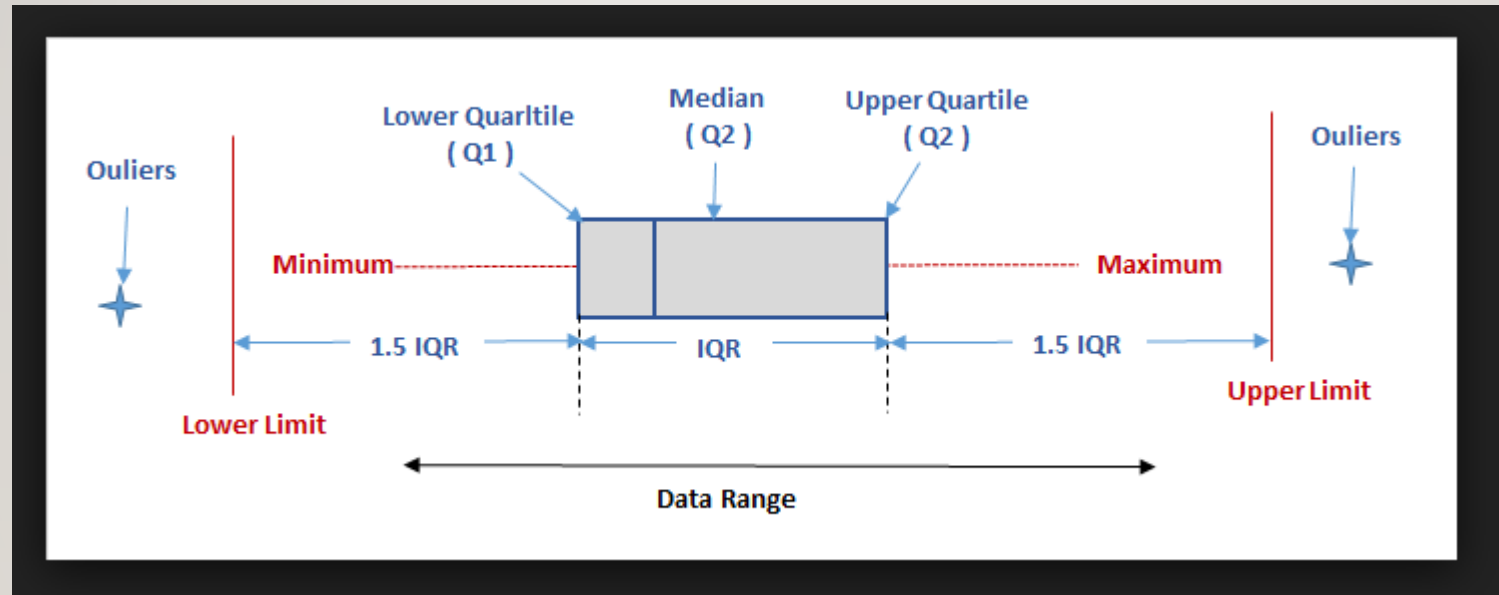 Ouliers
Lower Quarltile
( Q1 )
Median
( Q2 )
Upper Quartile
( Q2 )
Ouliers
Minimum
Maximum
1.5 IQR
IQR
1.5 IQR
Lower Limit
Upper Limit
Data Range